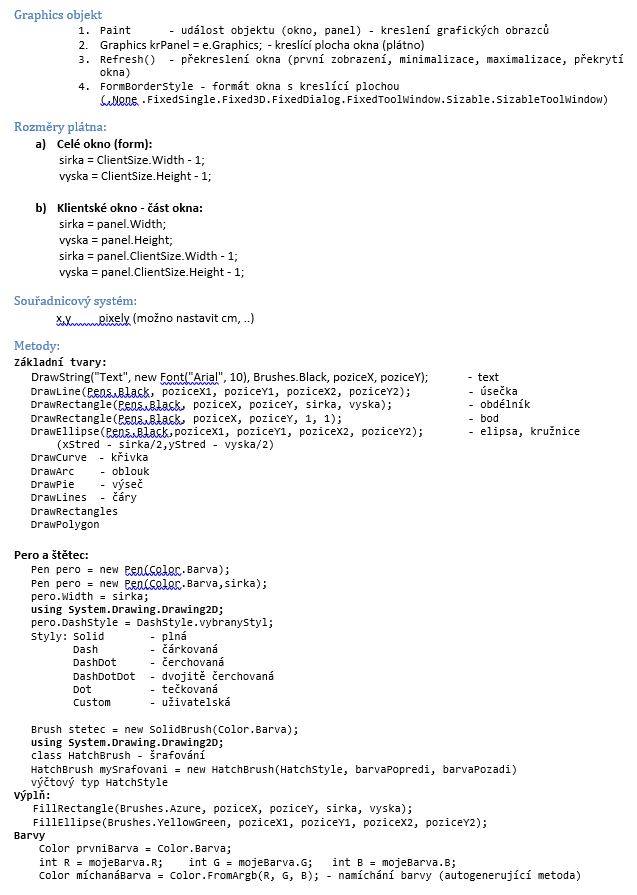 Graphics objekt
1. Paint - událost objektu (okno, panel) - kreslení grafických obrazců
2. Graphics krPanel = e.Graphics; - kreslící plocha okna (plátno)
3. Refresh() - překreslení okna (první zobrazení, minimalizace, maximalizace, překrytí
okna)
4. FormBorderStyle - formát okna s kreslící plochou
(,None .FixedSingle.Fixed3D.FixedDialog.FixedToolWindow.Sizable.SizableToolWindow)
Rozměry plátna:
a) Celé okno (form):
sirka = ClientSize.Width - 1;
vyska = ClientSize.Height - 1;
b) Klientské okno - část okna:
sirka = panel.Width;
vyska = panel.Height;
sirka = panel.ClientSize.Width - 1;
vyska = panel.ClientSize.Height - 1;
Souřadnicový systém:
x,y pixely (možno nastavit cm, ..)
Metody:
Základní tvary:
DrawString("Text", new Font("Arial", 10), Brushes.Black, poziceX, poziceY); - text
DrawLine(Pens.Black, poziceX1, poziceY1, poziceX2, poziceY2); - úsečka
DrawRectangle(Pens.Black, poziceX, poziceY, sirka, vyska); - obdélník
DrawRectangle(Pens.Black, poziceX, poziceY, 1, 1); - bod
DrawEllipse(Pens.Black,poziceX1, poziceY1, poziceX2, poziceY2); - elipsa, kružnice
(xStred - sirka/2,yStred - vyska/2)
DrawCurve - křivka
DrawArc - oblouk
DrawPie - výseč
DrawLines - čáry
DrawRectangles
DrawPolygon
Pero a štětec:
Pen pero = new Pen(Color.Barva);
Pen pero = new Pen(Color.Barva,sirka);
pero.Width = sirka;
using System.Drawing.Drawing2D;
pero.DashStyle = DashStyle.vybranyStyl;
Styly: Solid - plná
Dash - čárkovaná
DashDot - čerchovaná
DashDotDot - dvojitě čerchovaná
Dot - tečkovaná
Custom - uživatelská
Brush stetec = new SolidBrush(Color.Barva);
using System.Drawing.Drawing2D;
class HatchBrush - šrafování
HatchBrush mySrafovani = new HatchBrush(HatchStyle, barvaPopredi, barvaPozadi)
výčtový typ HatchStyle
Výplň:
FillRectangle(Brushes.Azure, poziceX, poziceY, sirka, vyska);
FillEllipse(Brushes.YellowGreen, poziceX1, poziceY1, poziceX2, poziceY2);
Barvy
Color prvniBarva = Color.Barva;
int R = mojeBarva.R; int G = mojeBarva.G; int B = mojeBarva.B;
Color míchanáBarva = Color.FromArgb(R, G, B); - namíchání barvy (autogenerující metoda)